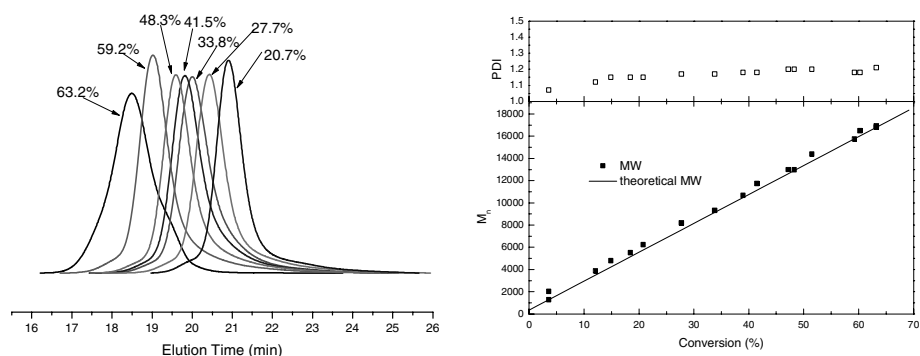 48.3%
41.5%
27.7%
59.2%
33.8%
20.7%
63.2%
16 17 18 19 20 21 22 23 24 25 26
Elution Time (min)
1.5
1.4
1.3
1.2
1.1
1.0
PDI
18000
16000
14000
12000
10000
8000
6000
4000
2000
0
Mn
MW
theoretical MW
0 10 20 30 40 50 60 70
Conversion (%)